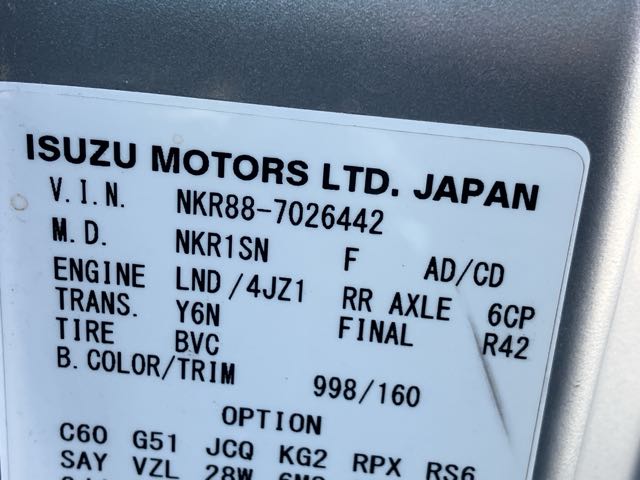 ISUZU MOTORS LTD. JAPAN
V.I.N. NKR88-7026442
M.D. NKR1SN F AD/CD
ENGINE LND/4JZ1 RR AXLE 6CP
TRANS. Y6N FINAL R42
TIRE BVC
B.COLOR/TRIM 998/160
OPTION
C60 G51 JCQ KG2 RPX RS6
SAY VZL 28W